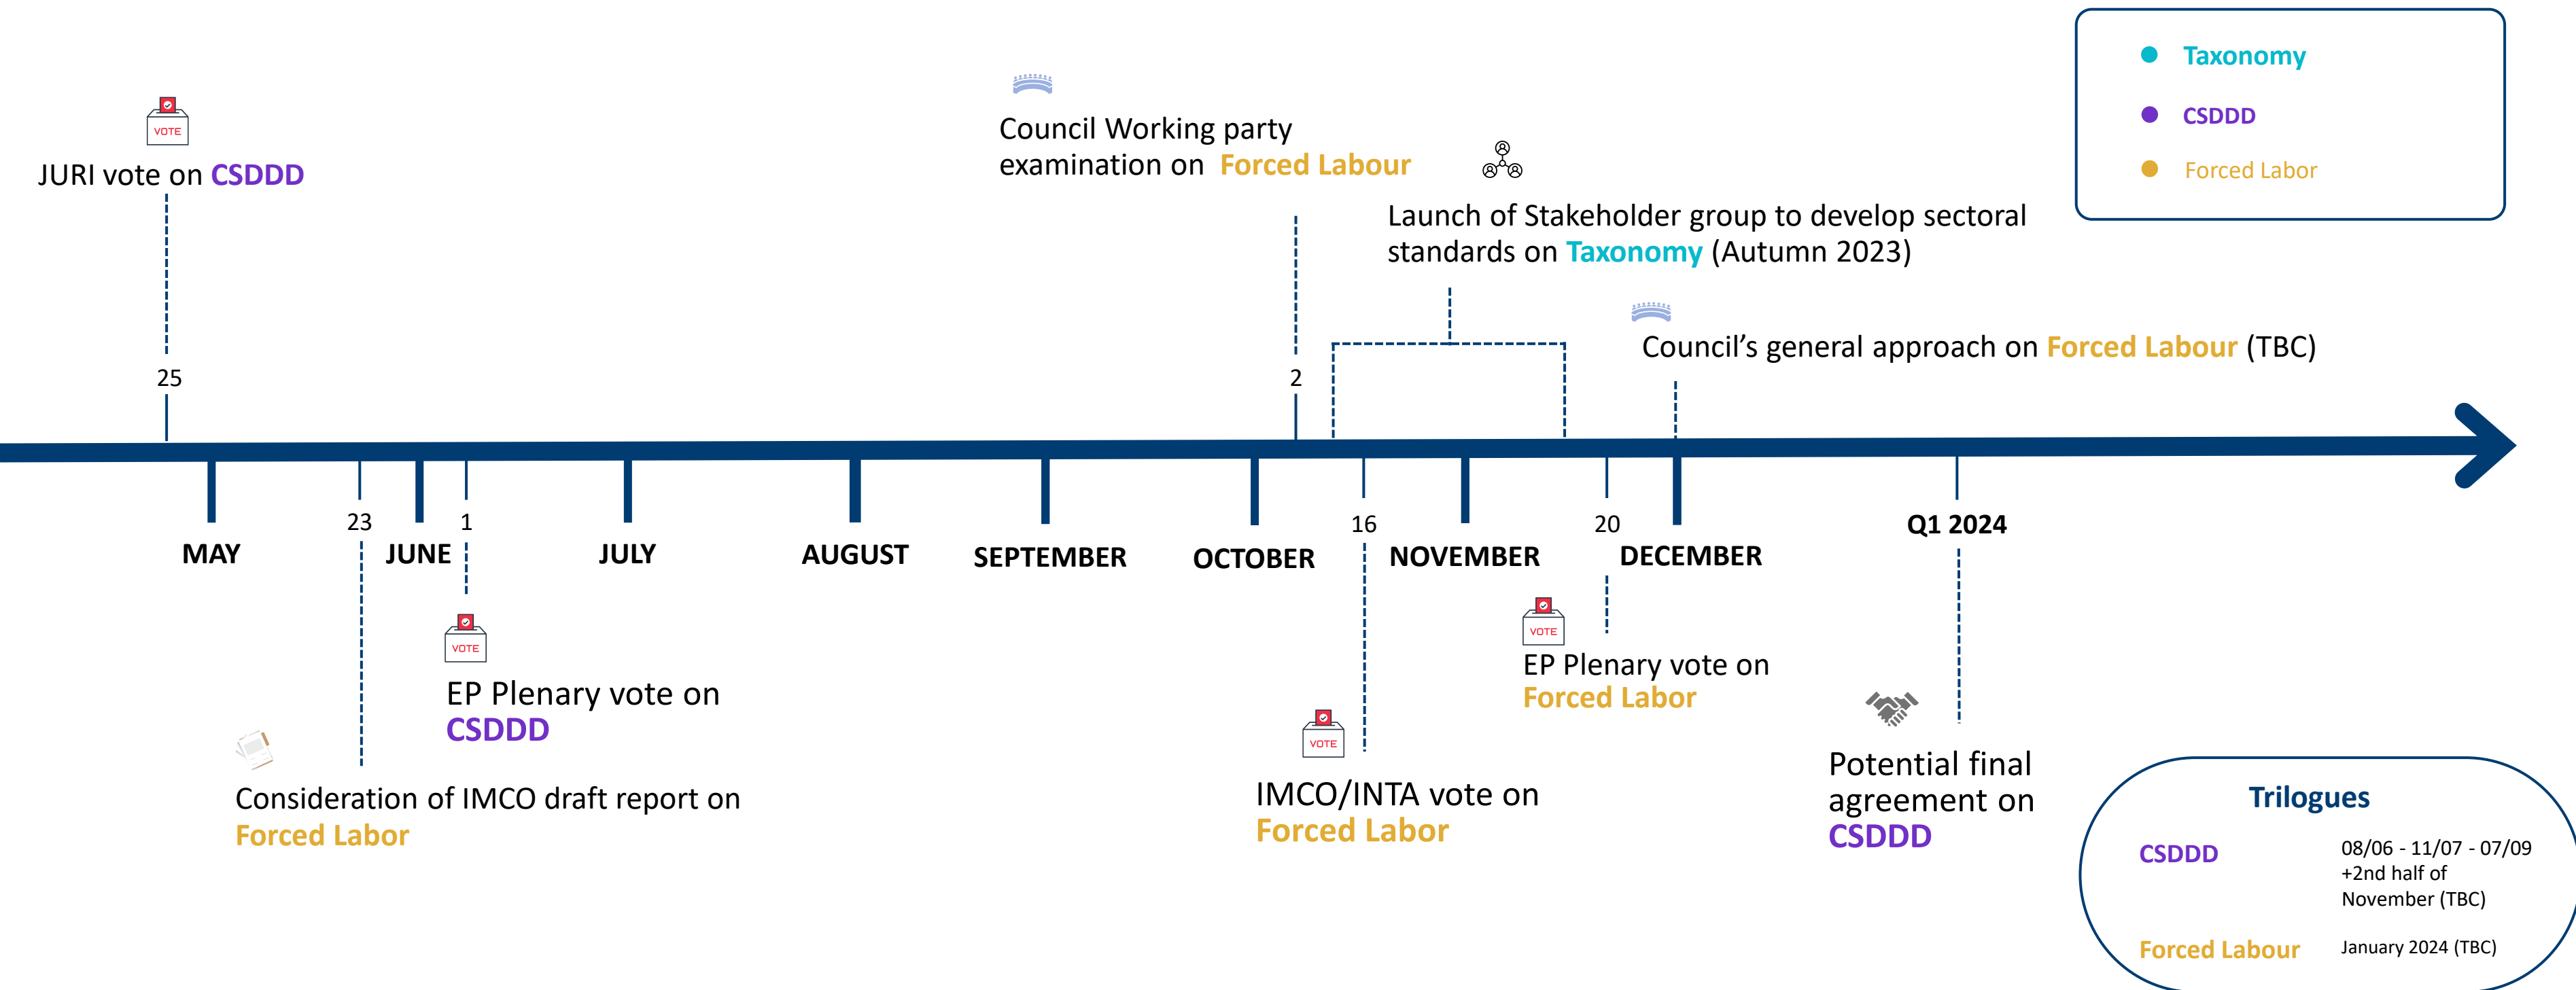 Taxonomy
CSDDD
Forced Labor
VOTE
JURI vote on CSDDD
25
Council Working party
examination on Forced Labour
2
Launch of Stakeholder group to develop sectoral
standards on Taxonomy (Autumn 2023)
Council's general approach on Forced Labour (TBC)
MAY
23
JUNE
1
JULY
AUGUST
SEPTEMBER
OCTOBER
16
NOVEMBER
20
DECEMBER
Q1 2024
VOTE
EP Plenary vote on
CSDDD
Consideration of IMCO draft report on
Forced Labor
VOTE
IMCO/INTA vote on
Forced Labor
VOTE
EP Plenary vote on
Forced Labor
Potential final
agreement on
CSDDD
Trilogues
CSDDD
08/06 - 11/07 - 07/09
+2nd half of
November (TBC)
Forced Labour
January 2024 (TBC)